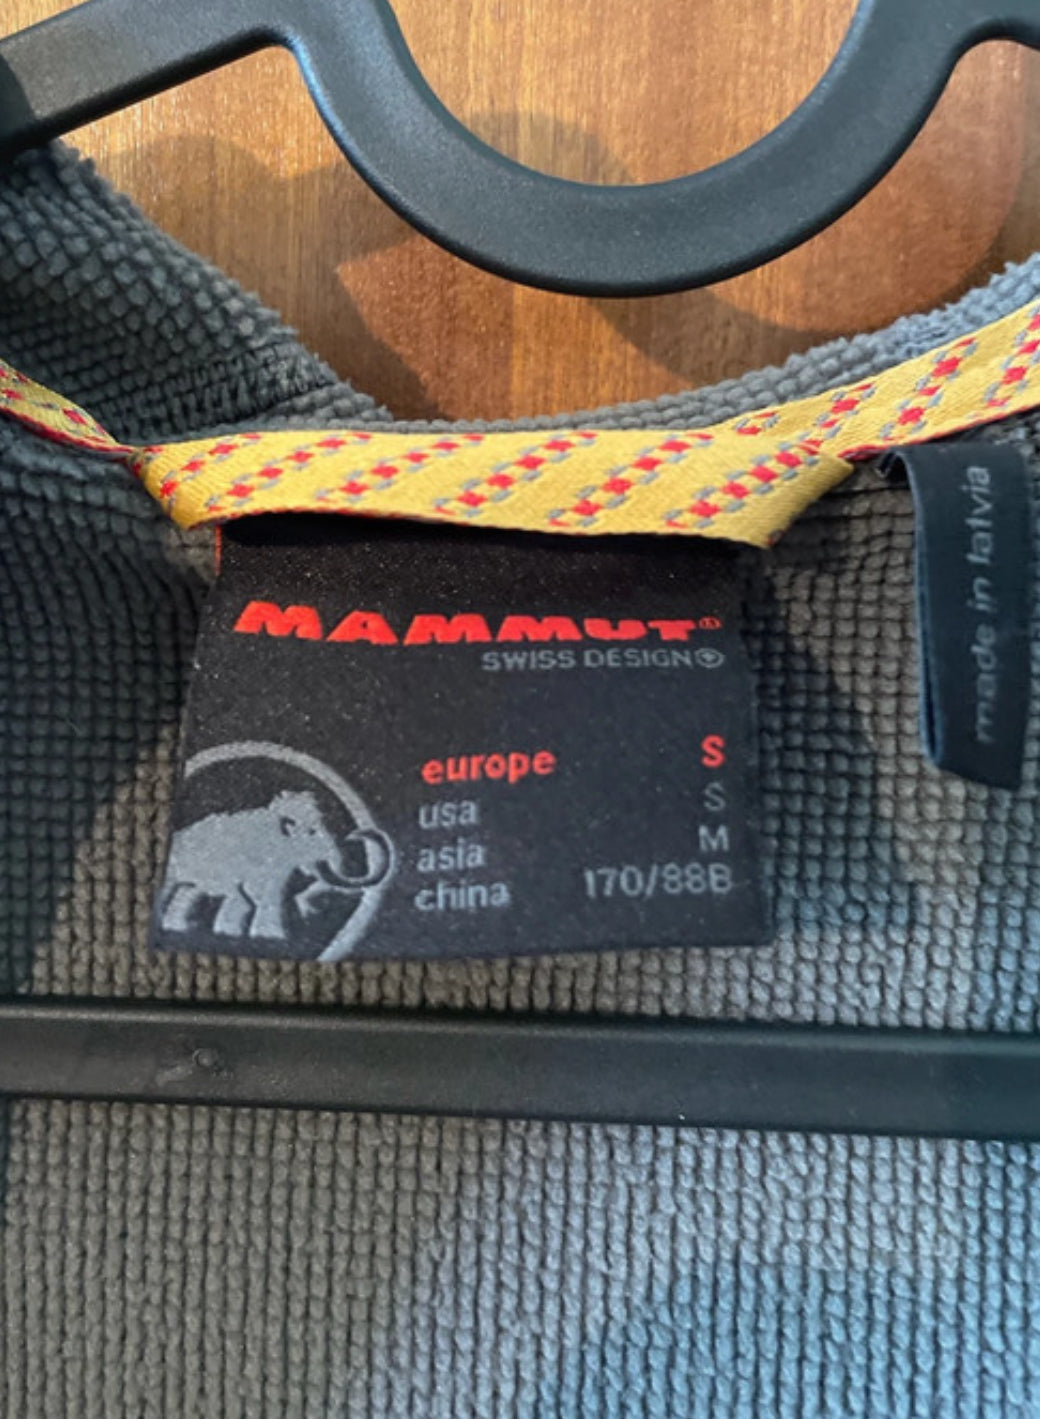 MAMMUT
SWISS DESIGN
europe S
usa S
asia M
china 170/88B
made in latvia